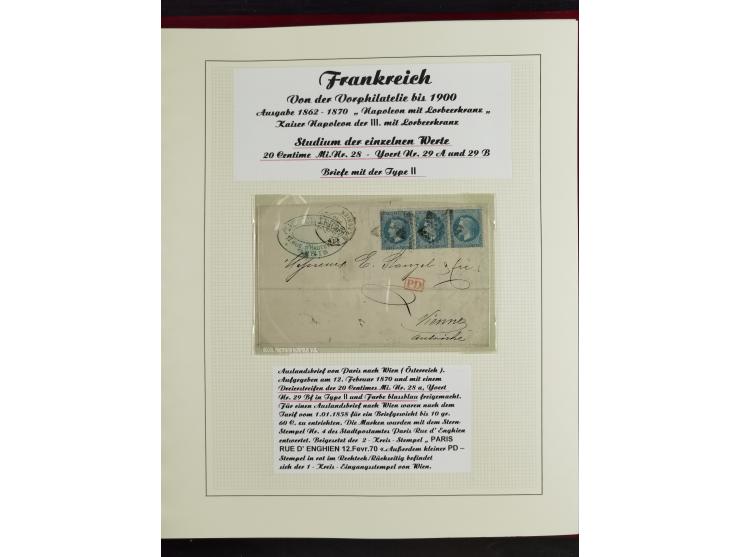 Frankreich
Von der Vorphilatelie bis 1900
Ausgabe 1862 - 1870 „ Napoleon mit Lorbeerkranz „
Kaiser Napoleon der III. mit Lorbeerkranz
Studium der einzelnen Werte
20 Centime Mi.Nr. 28 - Yvert Nr. 29 A und 29 B
Briefe mit der Type II
PARIS
Messieurs E.
PD
Vienne
Autriche
Auslandsbrief von Paris nach Wien ( Österreich ).
Aufgegeben am 12. Februar 1870 und mit einem
Dreierstreifen der 20 Centimes Mi. Nr. 28 a, Yvert
Nr. 29 Bf in Type II und Farbe blassblau freigemacht.
Für einen Auslandsbrief nach Wien waren nach dem
Tarif vom 1.01.1858 für ein Briefgewicht bis 10 gr.
60 C. zu entrichten. Die Marken wurden mit dem Stern-
Stempel Nr. 4 des Stadtpostamtes Paris Rue d' Enghien
entwertet. Beigesetzt der 2 - Kreis - Stempel „ PARIS
RUE D' ENGHIEN 12.Fevr.70 «.Außerdem kleiner PD –
Stempel in rot im Rechteck/Rückseitig befindet
sich der 1 - Kreis - Eingangsstempel von Wien.